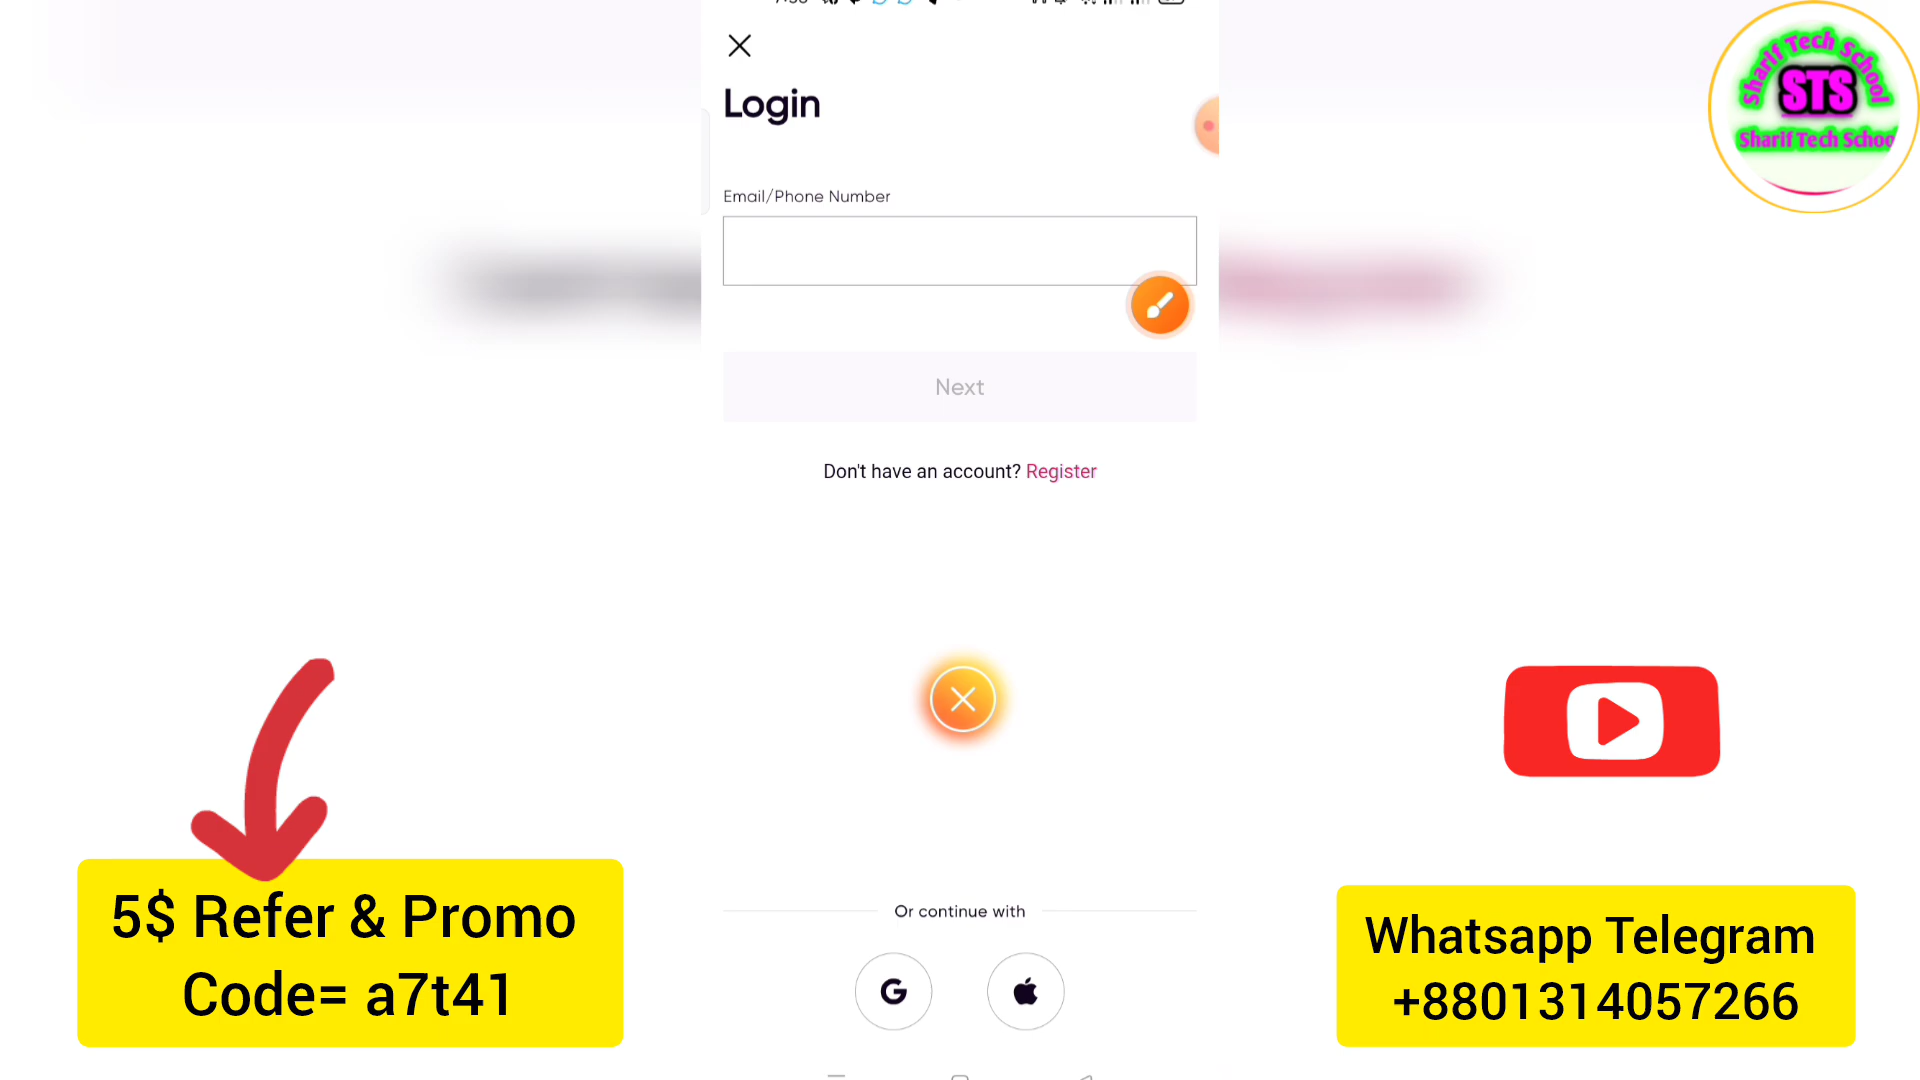 Login
Email/Phone Number
Next
Don't have an account? Register
Or continue with
5$ Refer & Promo
Code= a7t41
Whatsapp Telegram
+8801314057266
Sharif Tech School
STS
Sharif Tech Schoo